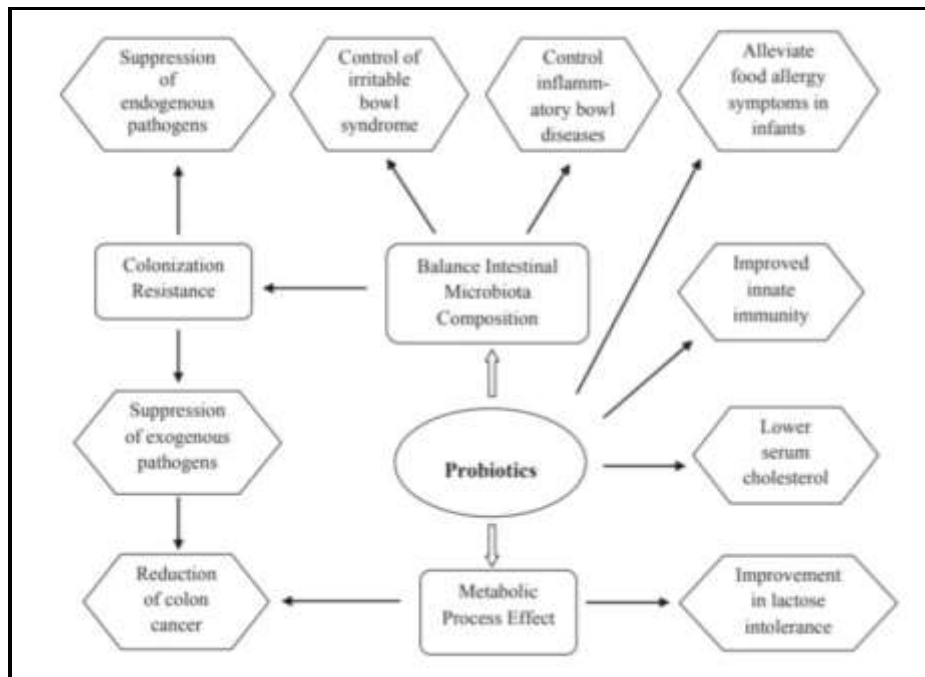 Suppression
of
endogenous
pathogens
Control of
irritable
bowl
syndrome
Control
inflamm-
atory bowl
diseases
Alleviate
food allergy
symptoms in
infants
Colonization
Resistance
Balance Intestinal
Microbiota
Composition
Improved
innate
immunity
Suppression
of exogenous
pathogens
Probiotics
Lower
serum
cholesterol
Reduction
of colon
cancer
Metabolic
Process Effect
Improvement
in lactose
intolerance